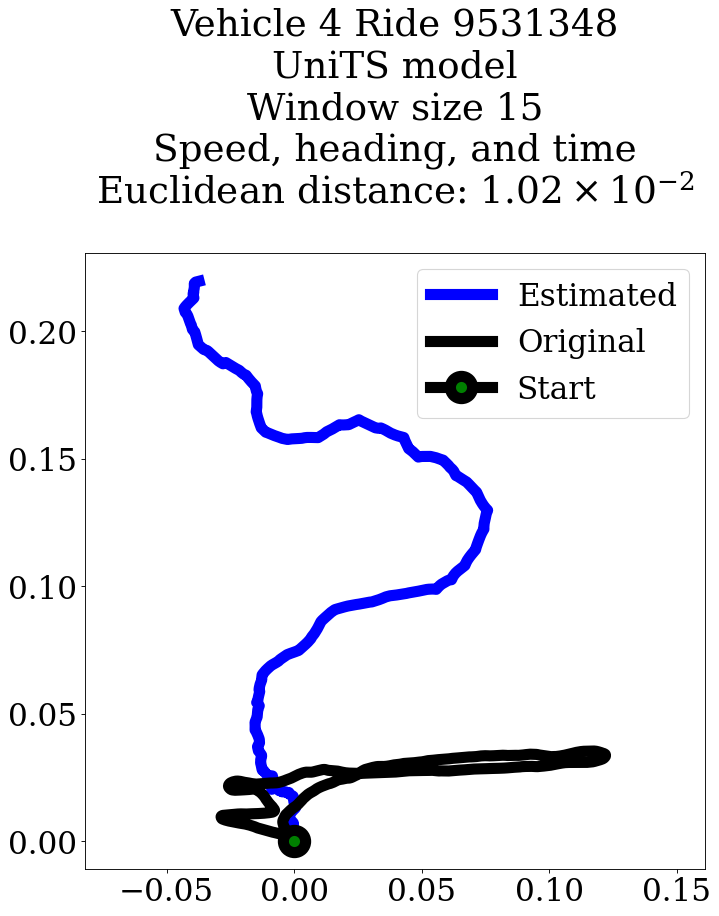 Vehicle 4 Ride 9531348
UniTS model
Window size 15
Speed, heading, and time
Euclidean distance: 1.02 × 10⁻²
Estimated
Original
Start
0.20
0.15
0.10
0.05
0.00
−0.05 0.00 0.05 0.10 0.15